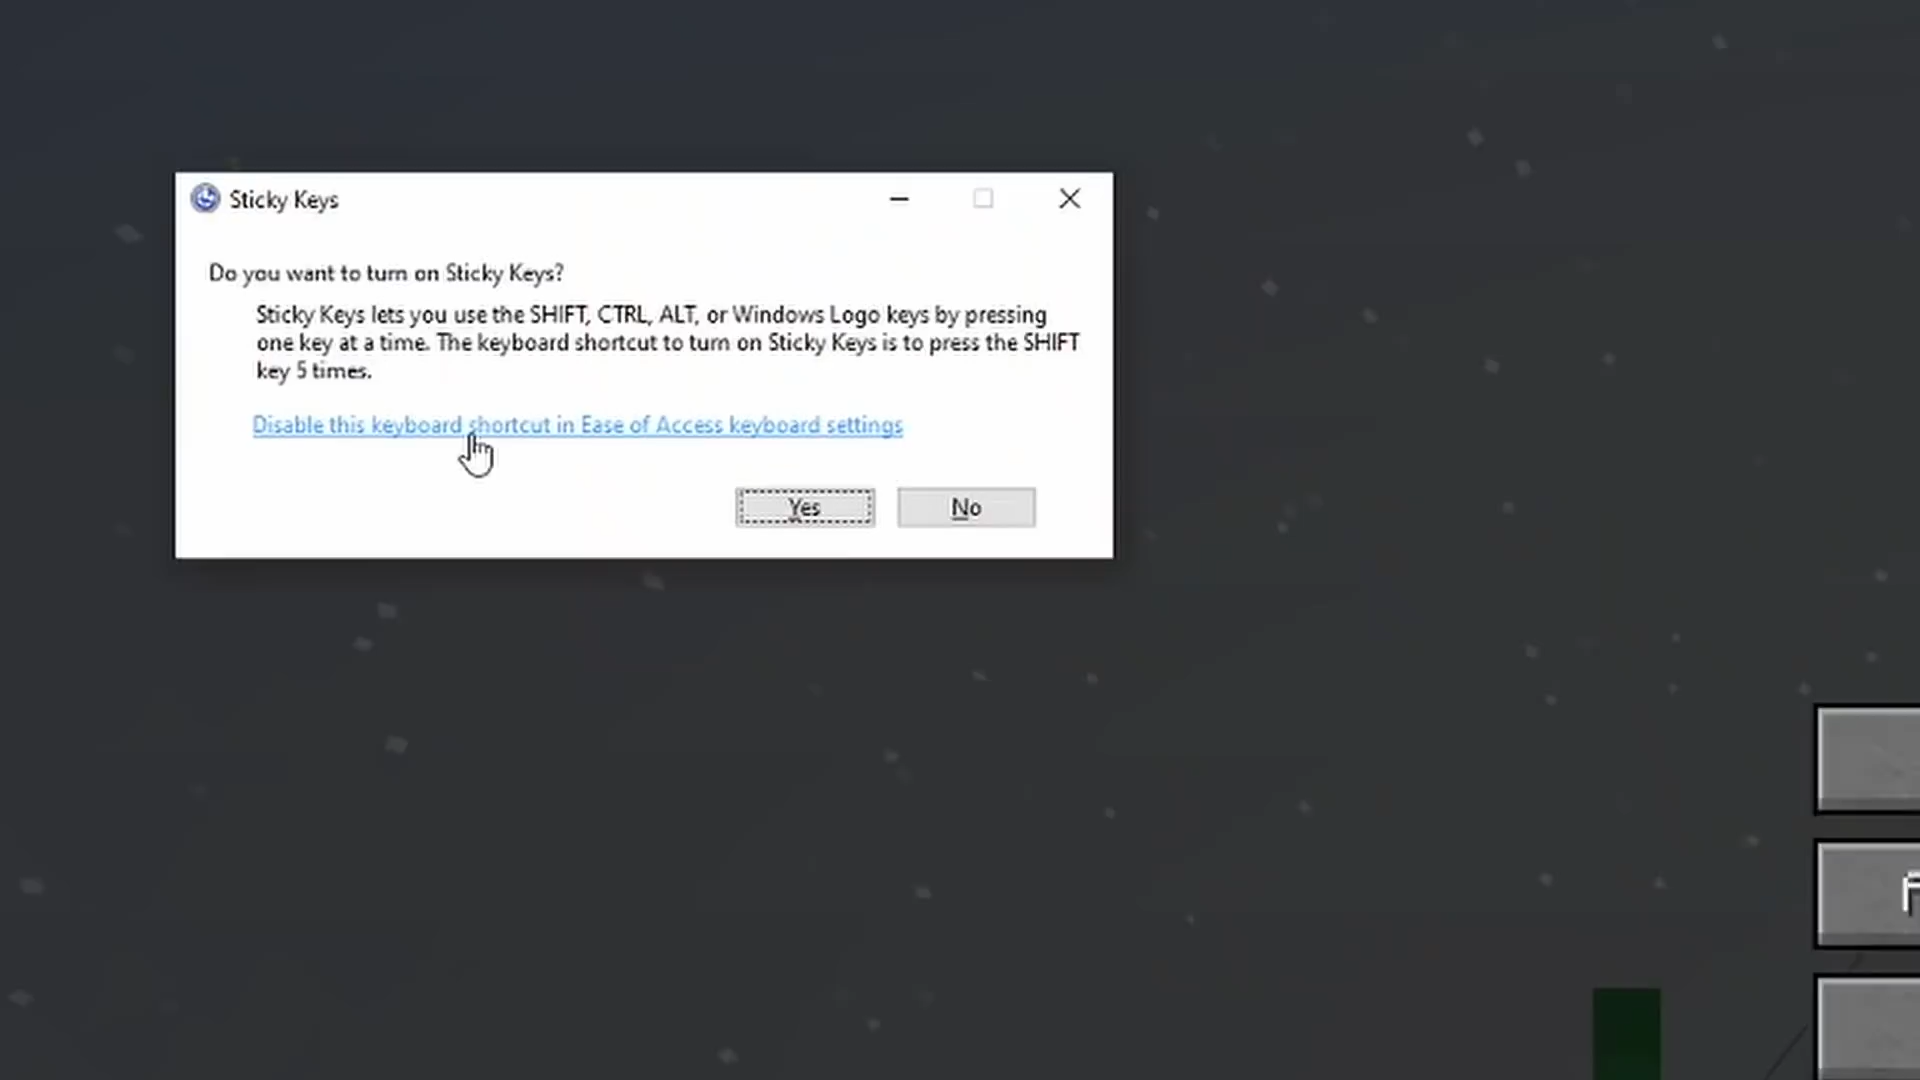 Sticky Keys
Do you want to turn on Sticky Keys?
Sticky Keys lets you use the SHIFT, CTRL, ALT, or Windows Logo keys by pressing
one key at a time. The keyboard shortcut to turn on Sticky Keys is to press the SHIFT
key 5 times.
Disable this keyboard shortcut in Ease of Access keyboard settings
Yes No